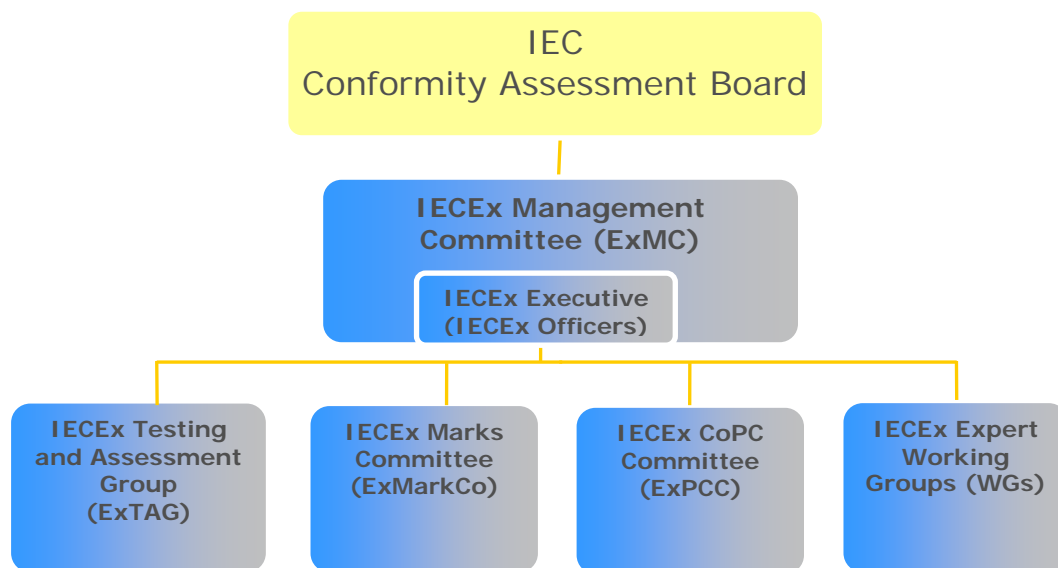 IEC
Conformity Assessment Board
IECEx Management
Committee (ExMC)
IECEx Executive
(IECEx Officers)
IECEx Testing
and Assessment
Group
(ExTAG)
IECEx Marks
Committee
(ExMarkCo)
IECEx CoPC
Committee
(ExPCC)
IECEx Expert
Working
Groups (WGs)